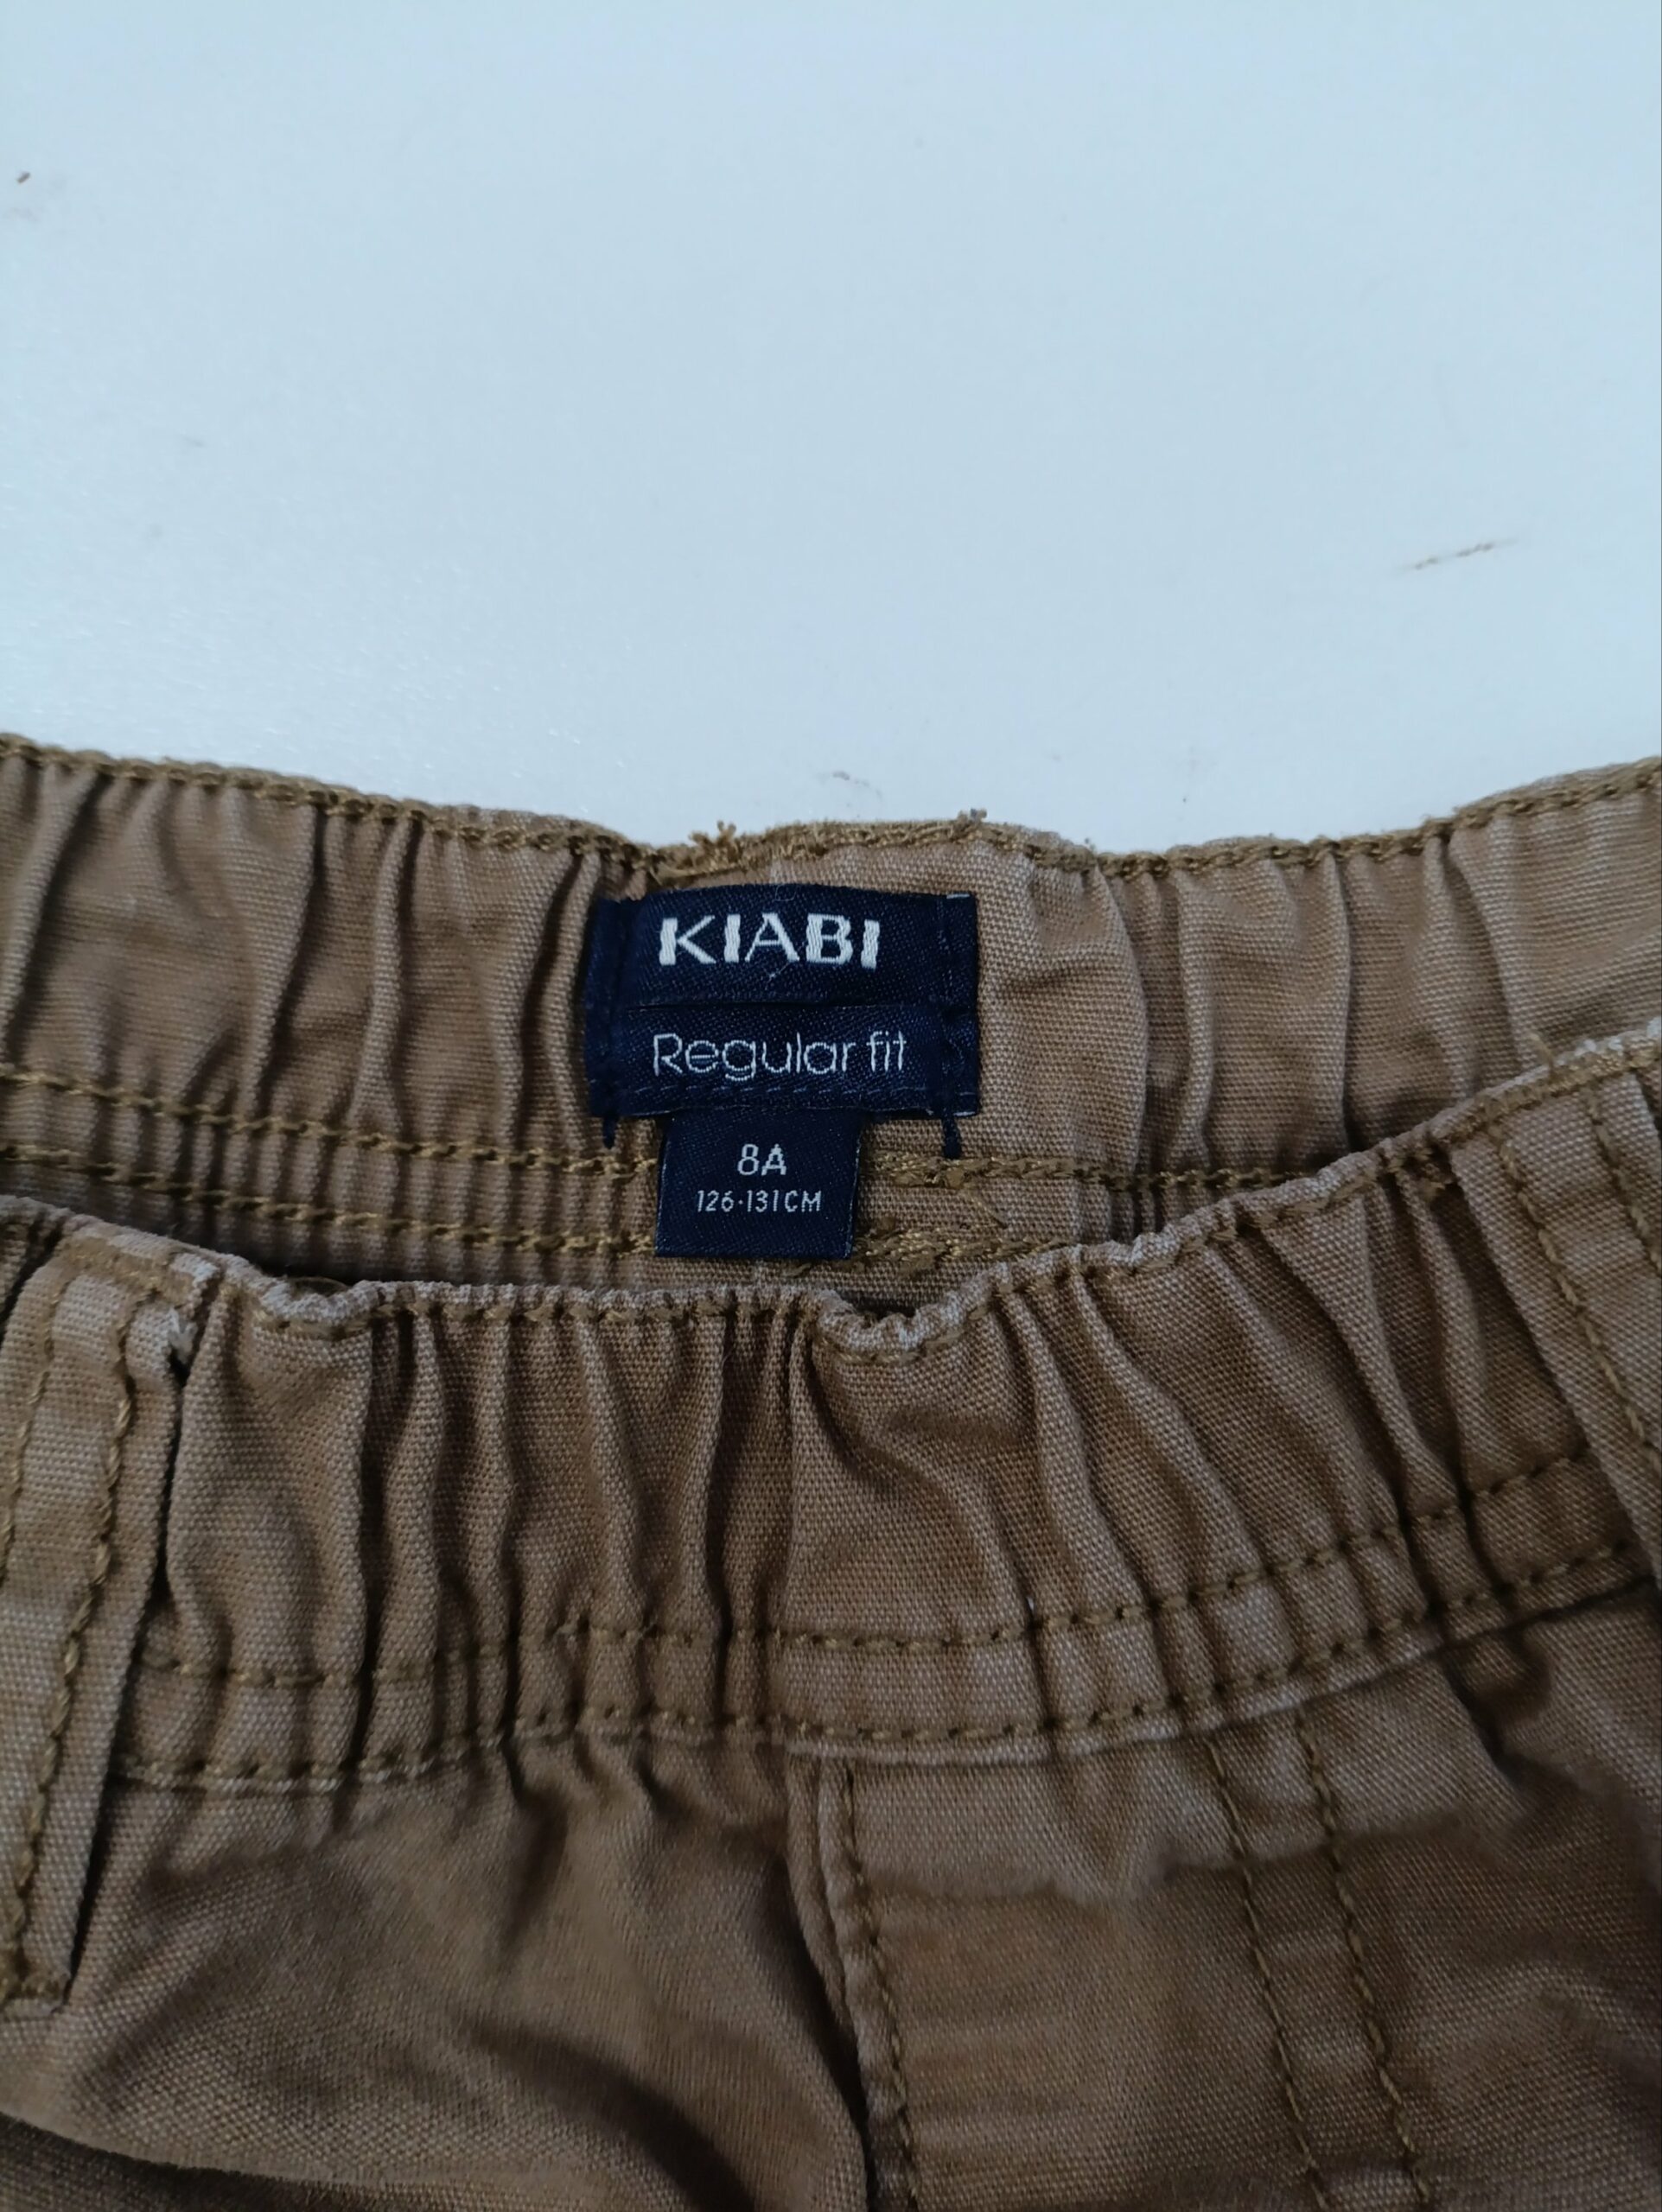 KIABI
Regular fit
8A
126-131CM